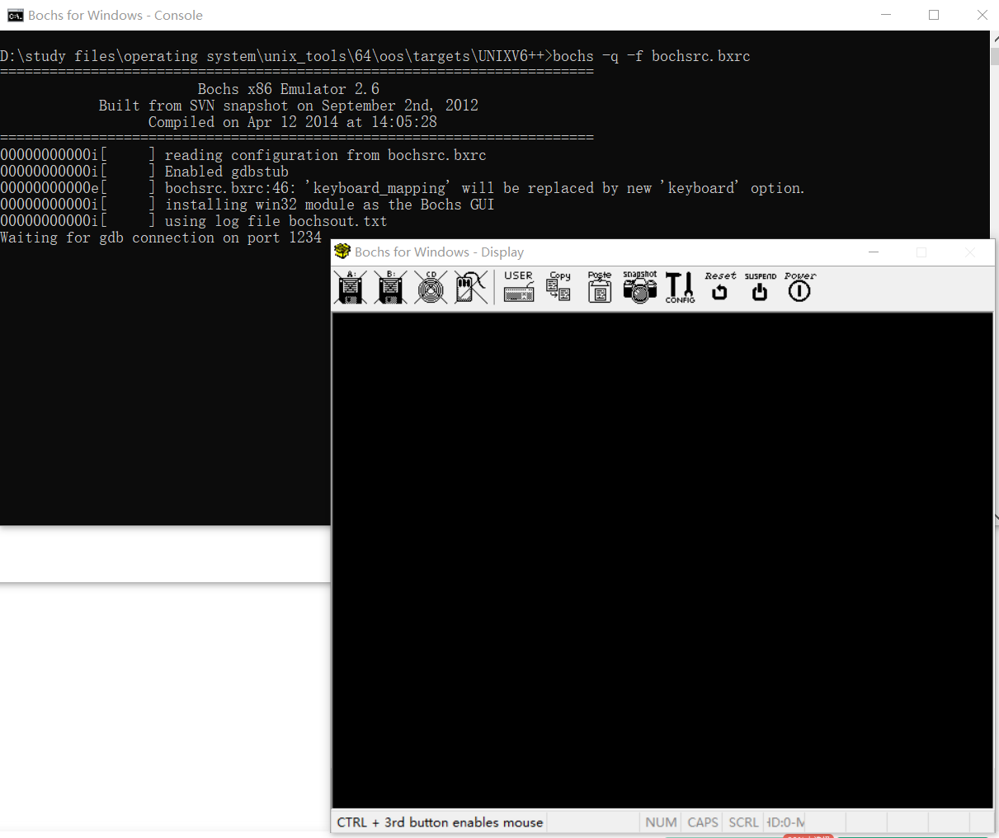 Bochs for Windows - Console
D:\study files\operating system\unix_tools\64\oos\targets\UNIXV6++>bochs -q -f bochsrc.bxrc
========================================================================
Bochs x86 Emulator 2.6
Built from SVN snapshot on September 2nd, 2012
Compiled on Apr 12 2014 at 14:05:28
========================================================================
00000000000i[     ] reading configuration from bochsrc.bxrc
00000000000i[     ] Enabled gdbstub
00000000000e[     ] bochsrc.bxrc:46: 'keyboard_mapping' will be replaced by new 'keyboard' option.
00000000000i[     ] installing win32 module as the Bochs GUI
00000000000i[     ] using log file bochsout.txt
Waiting for gdb connection on port 1234
Bochs for Windows - Display
A: B: CD USER Copy Paste snapshot CONFIG Reset SUSPEND Power
CTRL + 3rd button enables mouse NUM CAPS SCRL HD:0-M